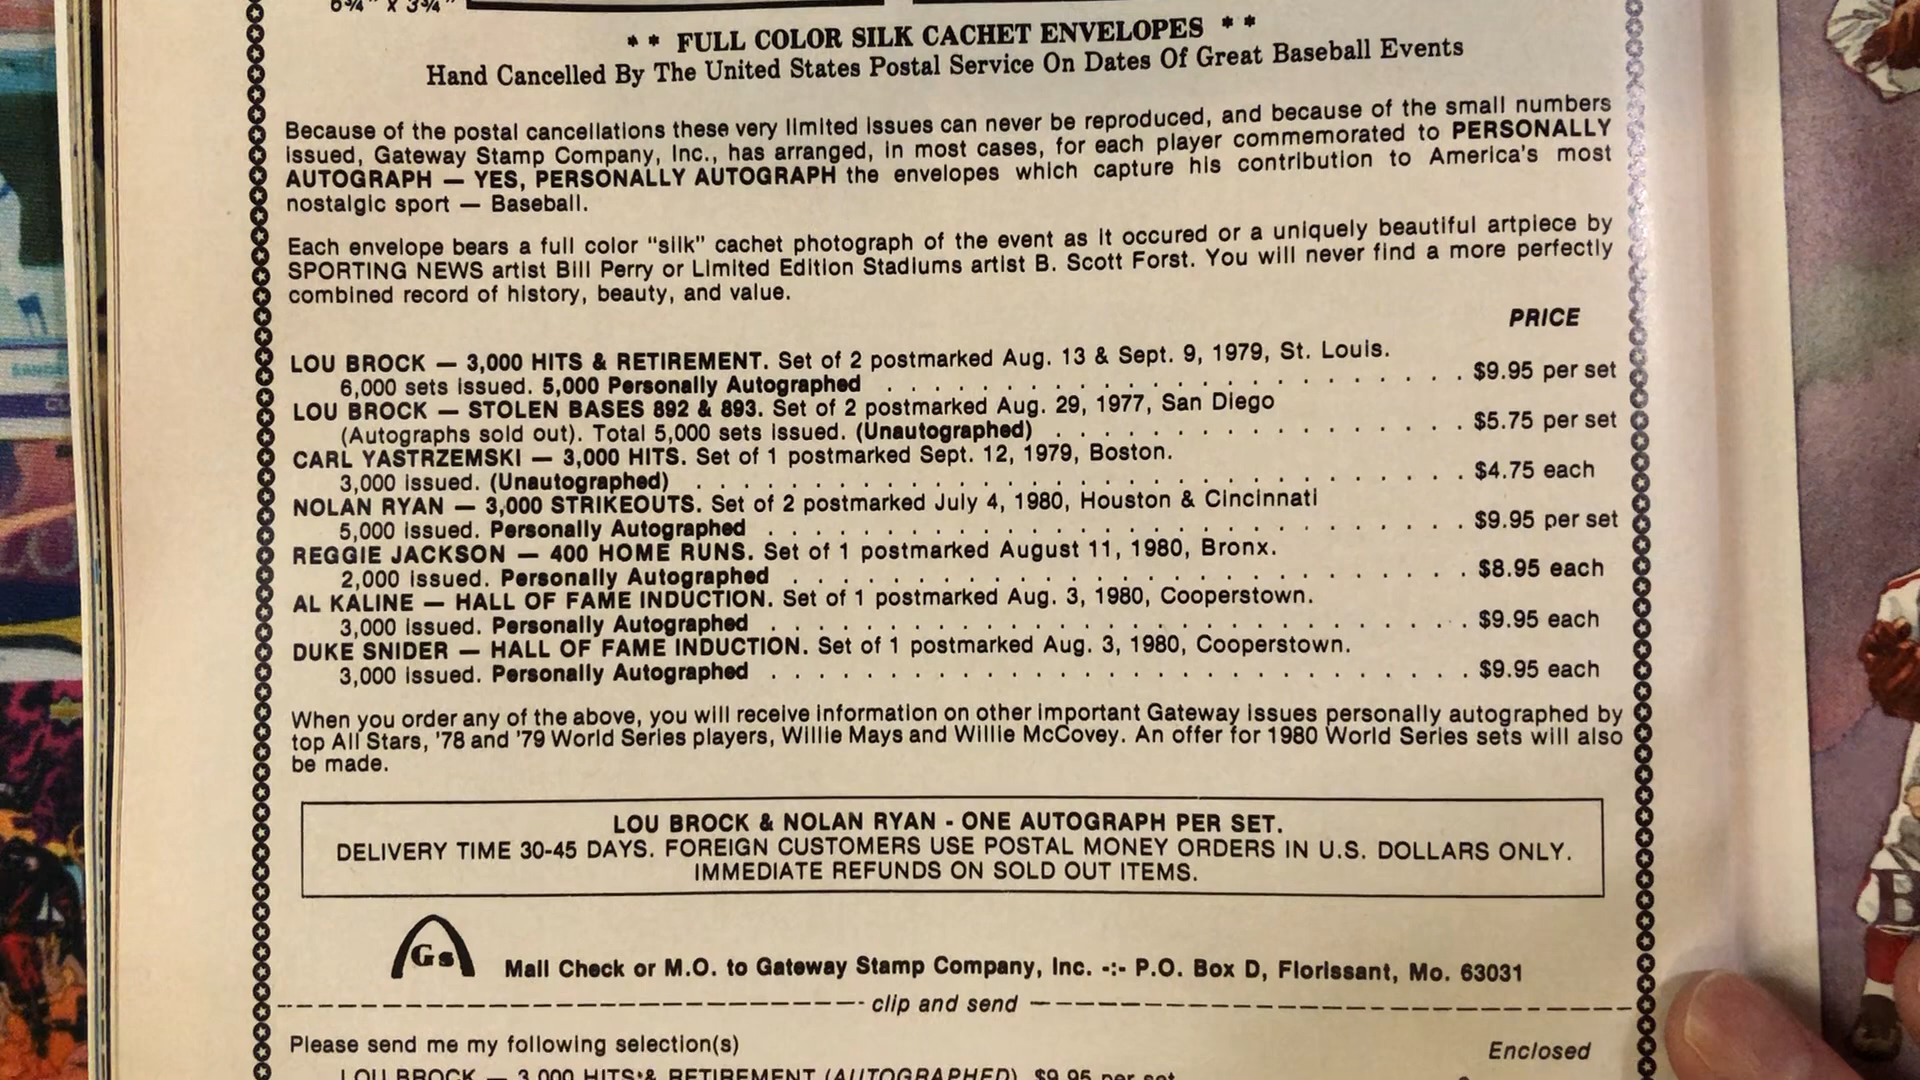 6¾" x 3¾"
* * FULL COLOR SILK CACHET ENVELOPES * *
Hand Cancelled By The United States Postal Service On Dates Of Great Baseball Events
Because of the postal cancellations these very limited issues can never be reproduced, and because of the small numbers
issued, Gateway Stamp Company, Inc., has arranged, in most cases, for each player commemorated to PERSONALLY
AUTOGRAPH — YES, PERSONALLY AUTOGRAPH the envelopes which capture his contribution to America's most
nostalgic sport — Baseball.
Each envelope bears a full color "silk" cachet photograph of the event as it occured or a uniquely beautiful artpiece by
SPORTING NEWS artist Bill Perry or Limited Edition Stadiums artist B. Scott Forst. You will never find a more perfectly
combined record of history, beauty, and value.
PRICE
LOU BROCK — 3,000 HITS & RETIREMENT. Set of 2 postmarked Aug. 13 & Sept. 9, 1979, St. Louis.
6,000 sets issued. 5,000 Personally Autographed . . . . . . . . . . . . . . . . . . . . $9.95 per set
LOU BROCK — STOLEN BASES 892 & 893. Set of 2 postmarked Aug. 29, 1977, San Diego
(Autographs sold out). Total 5,000 sets issued. (Unautographed) . . . . . . . . . . . . . . $5.75 per set
CARL YASTRZEMSKI — 3,000 HITS. Set of 1 postmarked Sept. 12, 1979, Boston.
3,000 issued. (Unautographed) . . . . . . . . . . . . . . . . . . . . . . . . . . $4.75 each
NOLAN RYAN — 3,000 STRIKEOUTS. Set of 2 postmarked July 4, 1980, Houston & Cincinnati
5,000 issued. Personally Autographed . . . . . . . . . . . . . . . . . . . . . . . . $9.95 per set
REGGIE JACKSON — 400 HOME RUNS. Set of 1 postmarked August 11, 1980, Bronx.
2,000 issued. Personally Autographed . . . . . . . . . . . . . . . . . . . . . . . $8.95 each
AL KALINE — HALL OF FAME INDUCTION. Set of 1 postmarked Aug. 3, 1980, Cooperstown.
3,000 issued. Personally Autographed . . . . . . . . . . . . . . . . . . . . . . . . $9.95 each
DUKE SNIDER — HALL OF FAME INDUCTION. Set of 1 postmarked Aug. 3, 1980, Cooperstown.
3,000 issued. Personally Autographed . . . . . . . . . . . . . . . . . . . . . . . . $9.95 each
When you order any of the above, you will receive information on other important Gateway issues personally autographed by
top All Stars, '78 and '79 World Series players, Willie Mays and Willie McCovey. An offer for 1980 World Series sets will also
be made.
LOU BROCK & NOLAN RYAN - ONE AUTOGRAPH PER SET.
DELIVERY TIME 30-45 DAYS. FOREIGN CUSTOMERS USE POSTAL MONEY ORDERS IN U.S. DOLLARS ONLY.
IMMEDIATE REFUNDS ON SOLD OUT ITEMS.
Gs
Mail Check or M.O. to Gateway Stamp Company, Inc. -:- P.O. Box D, Florissant, Mo. 63031
clip and send
Please send me my following selection(s)
Enclosed
LOU BROCK — 3,000 HITS & RETIREMENT (AUTOGRAPHED) $9.95 per set
B